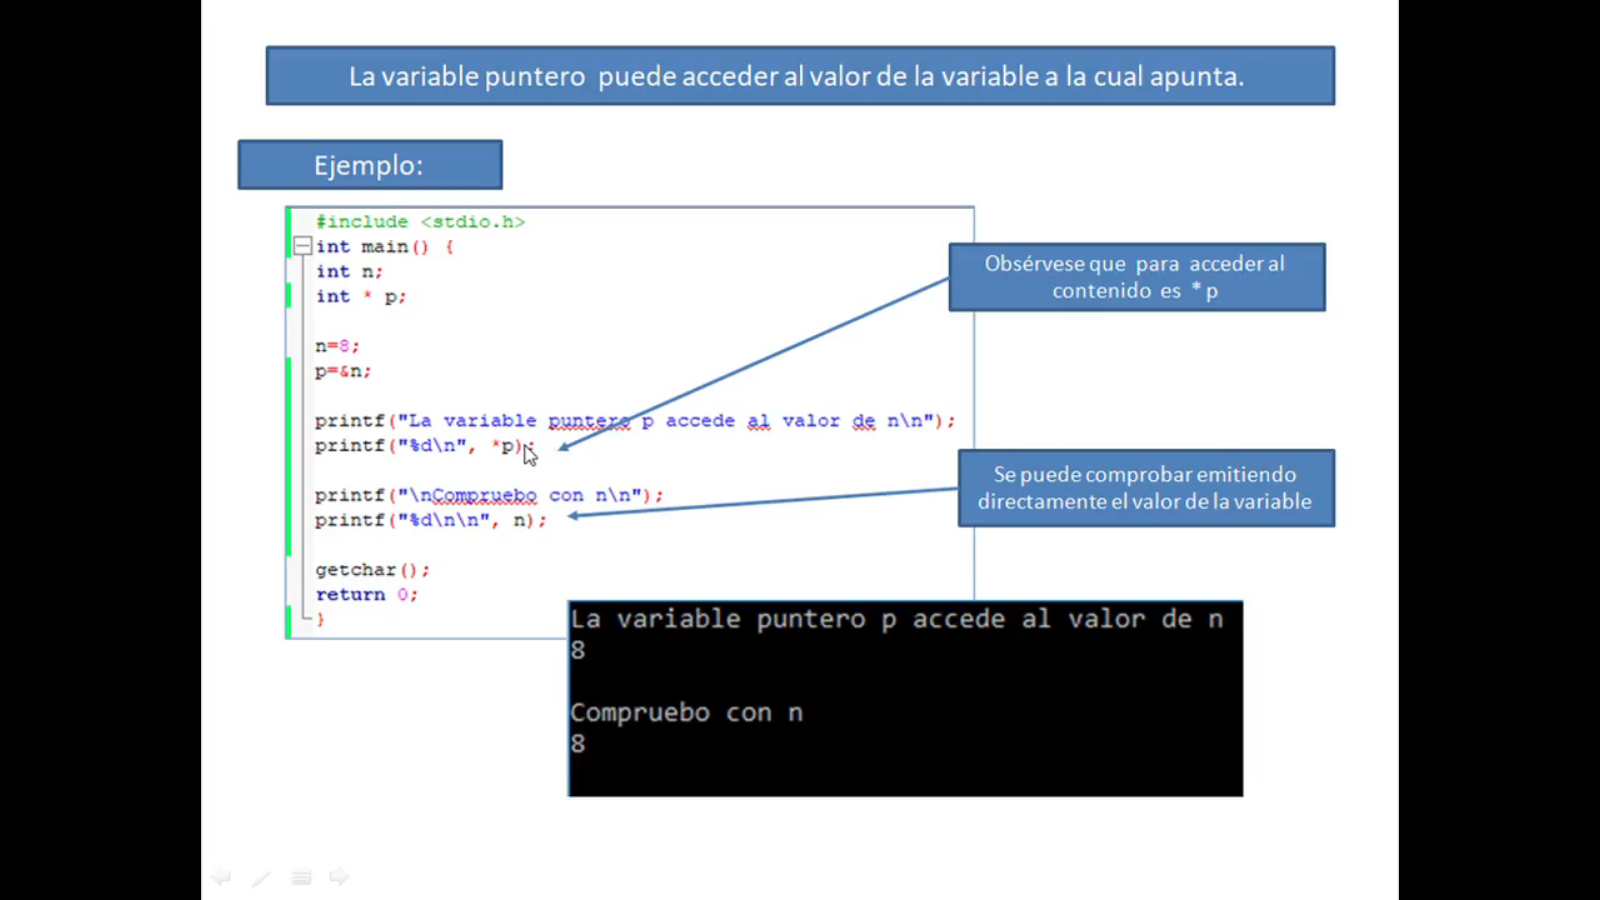 La variable puntero puede acceder al valor de la variable a la cual apunta.
Ejemplo:
#include <stdio.h>
int main() {
int n;
int * p;
n=8;
p=&n;
printf("La variable puntero p accede al valor de n\n");
printf("%d\n", *p);
printf("\nCompruebo con n\n");
printf("%d\n\n", n);
getchar();
return 0;
}
Obsérvese que para acceder al
contenido es * p
Se puede comprobar emitiendo
directamente el valor de la variable
La variable puntero p accede al valor de n
8
Compruebo con n
8